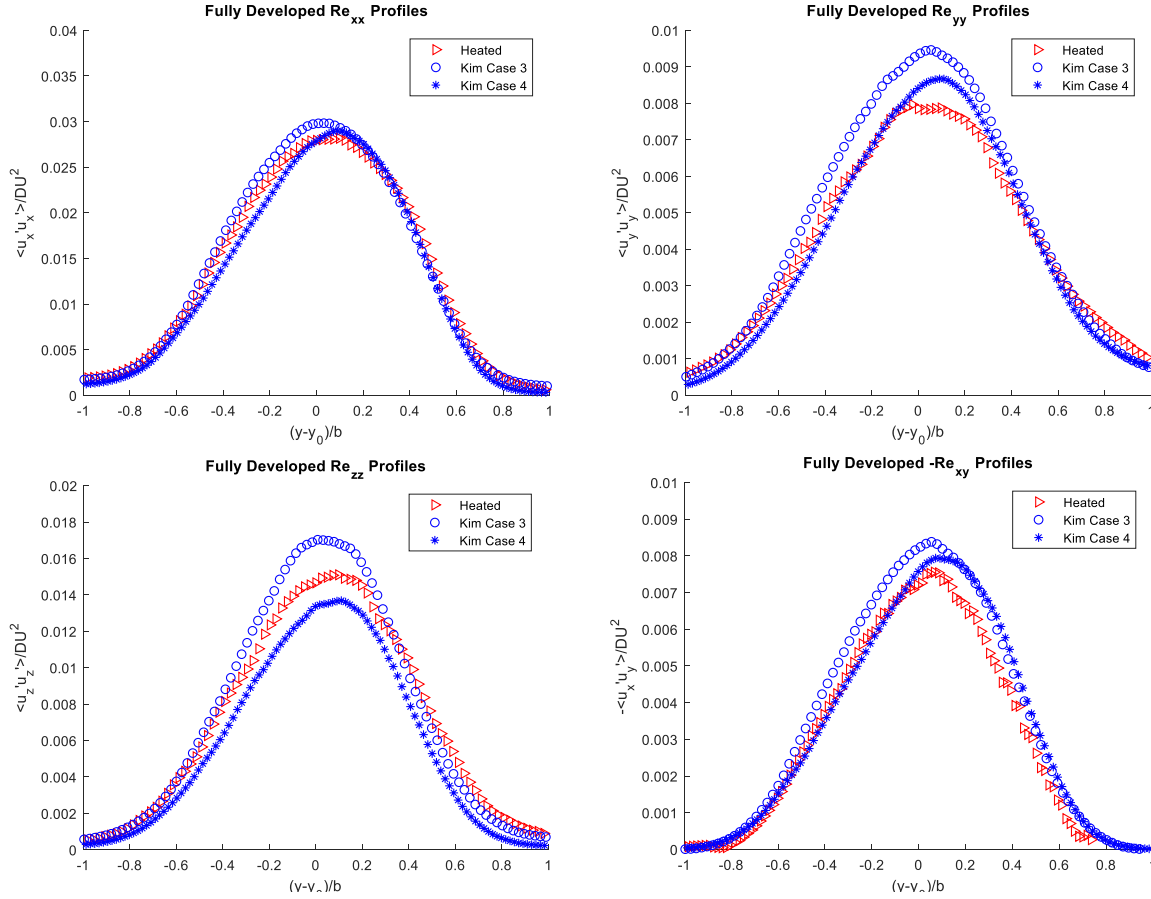 Fully Developed Re_xx Profiles
0.04
0.035
0.03
0.025
0.02
0.015
0.01
0.005
0
<u_x'u_x'>/DU^2
Heated
Kim Case 3
Kim Case 4
-1 -0.8 -0.6 -0.4 -0.2 0 0.2 0.4 0.6 0.8 1
(y-y_0)/b
Fully Developed Re_yy Profiles
0.01
0.009
0.008
0.007
0.006
0.005
0.004
0.003
0.002
0.001
0
<u_y'u_y'>/DU^2
Heated
Kim Case 3
Kim Case 4
-1 -0.8 -0.6 -0.4 -0.2 0 0.2 0.4 0.6 0.8 1
(y-y_0)/b
Fully Developed Re_zz Profiles
0.02
0.018
0.016
0.014
0.012
0.01
0.008
0.006
0.004
0.002
0
<u_z'u_z'>/DU^2
Heated
Kim Case 3
Kim Case 4
-1 -0.8 -0.6 -0.4 -0.2 0 0.2 0.4 0.6 0.8 1
(y-y_0)/b
Fully Developed -Re_xy Profiles
0.01
0.009
0.008
0.007
0.006
0.005
0.004
0.003
0.002
0.001
0
-<u_x'u_y'>/DU^2
Heated
Kim Case 3
Kim Case 4
-1 -0.8 -0.6 -0.4 -0.2 0 0.2 0.4 0.6 0.8 1
(y-y_0)/b